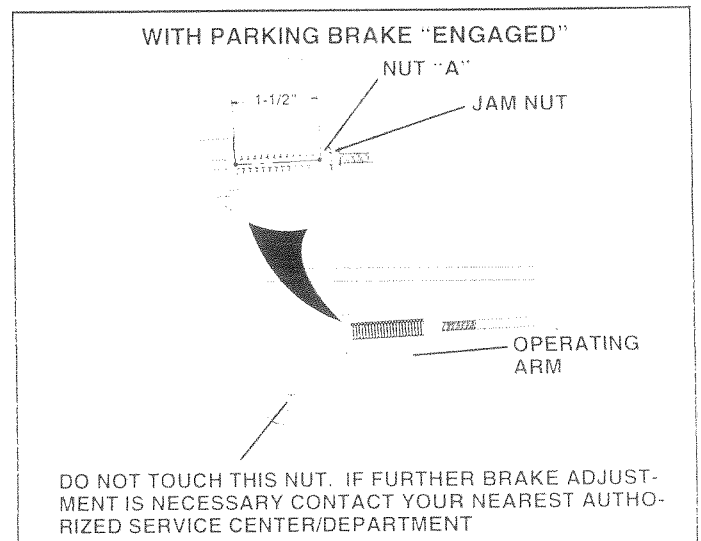 WITH PARKING BRAKE "ENGAGED"
NUT "A"
1-1/2"
JAM NUT
OPERATING
ARM
DO NOT TOUCH THIS NUT. IF FURTHER BRAKE ADJUST-
MENT IS NECESSARY CONTACT YOUR NEAREST AUTHO-
RIZED SERVICE CENTER/DEPARTMENT